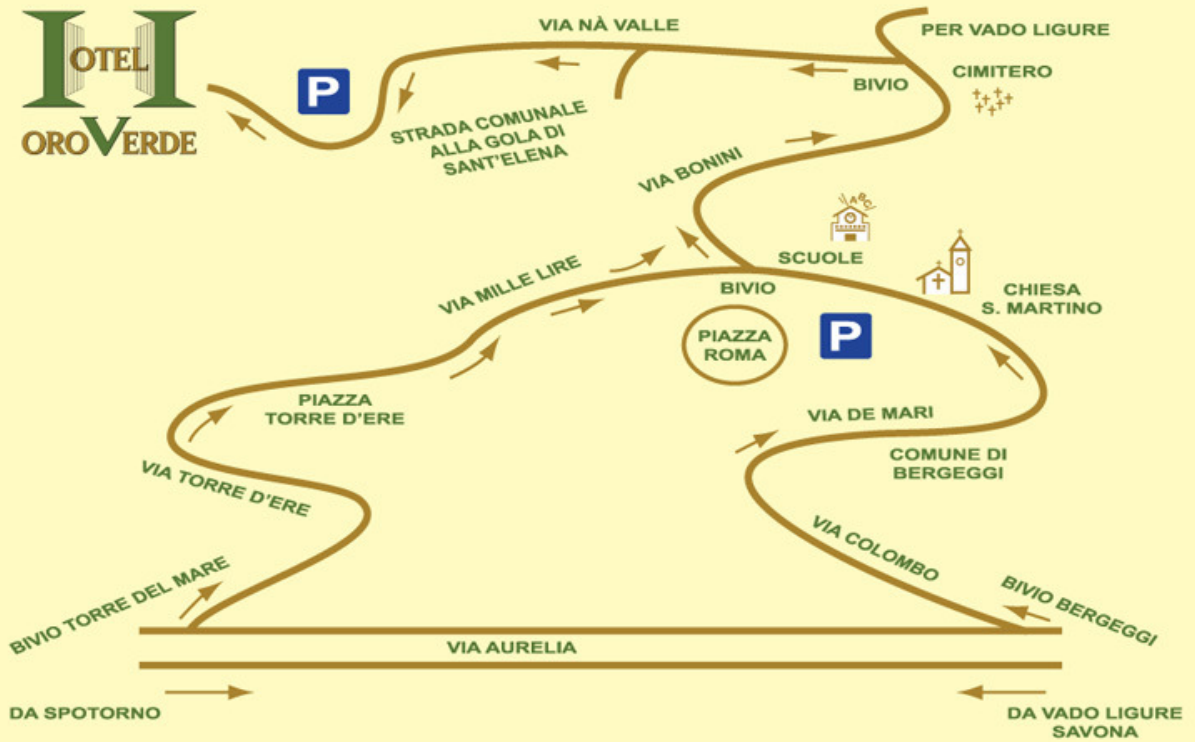 HOTEL
OROVERDE
P
VIA NÀ VALLE
PER VADO LIGURE
BIVIO
CIMITERO
STRADA COMUNALE
ALLA GOLA DI
SANT'ELENA
VIA BONINI
ABC
SCUOLE
VIA MILLE LIRE
BIVIO
CHIESA
S. MARTINO
PIAZZA
ROMA
P
PIAZZA
TORRE D'ERE
VIA DE MARI
COMUNE DI
BERGEGGI
VIA TORRE D'ERE
VIA COLOMBO
BIVIO TORRE DEL MARE
BIVIO BERGEGGI
VIA AURELIA
DA SPOTORNO
DA VADO LIGURE
SAVONA